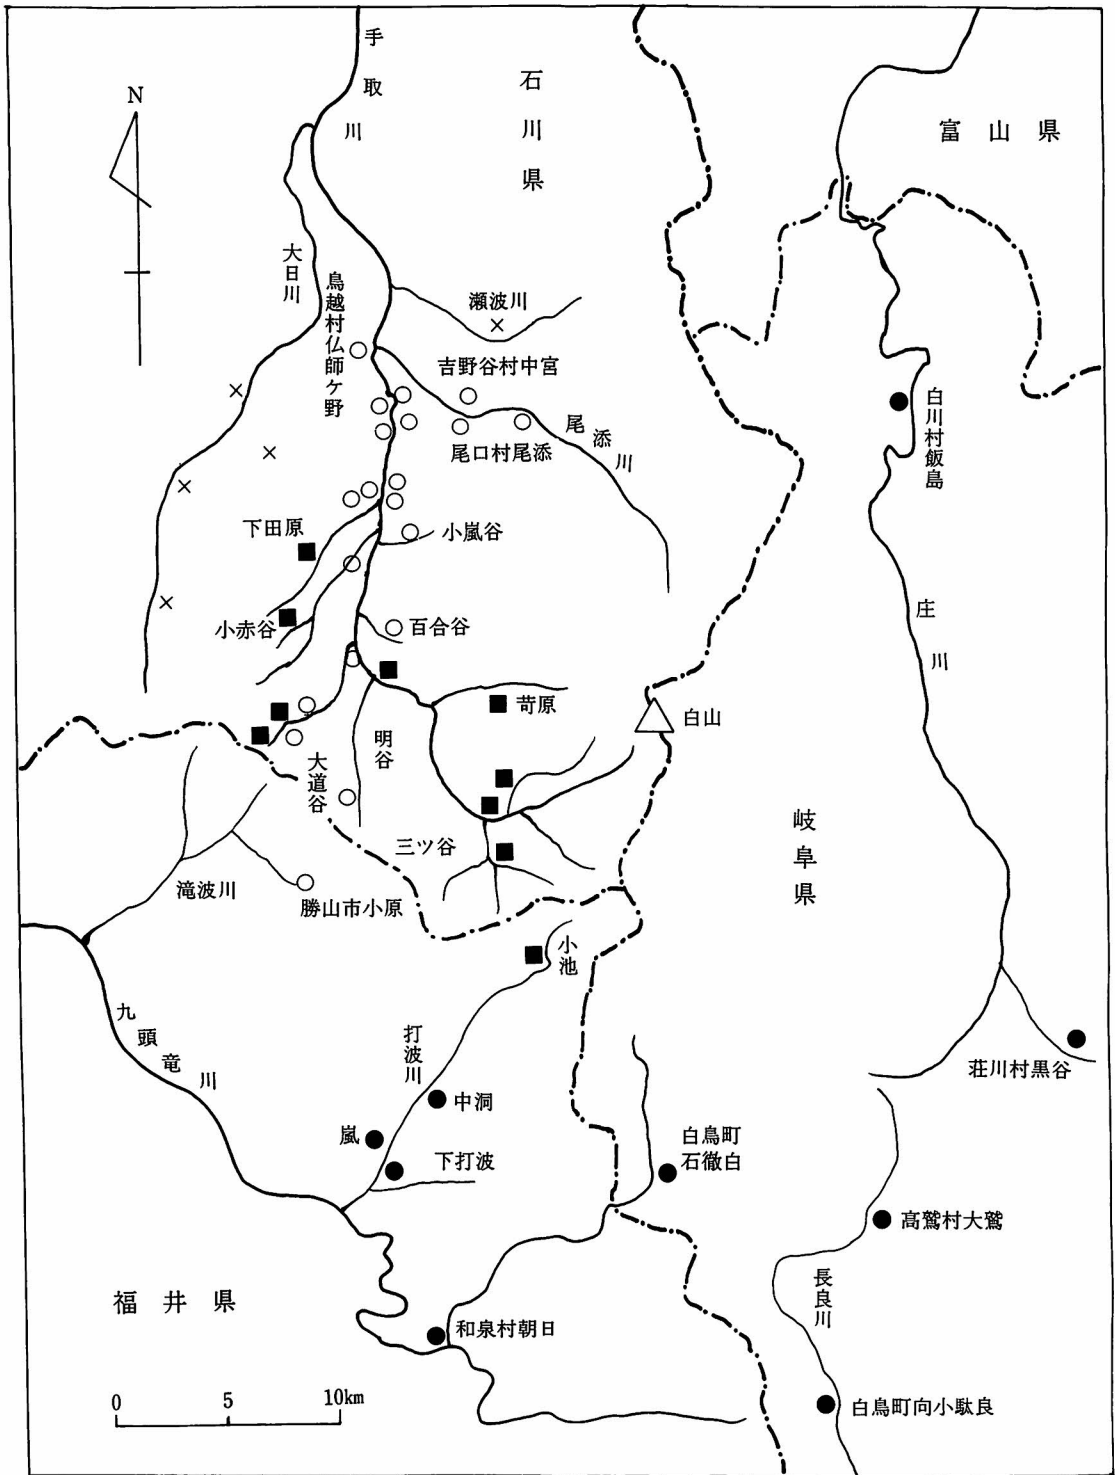 手取川
石川県
富山県
N
大日川
鳥越村仏師ケ野
瀬波川
吉野谷村中宮
尾口村尾添
尾添川
白川村飯島
下田原
小嵐谷
小赤谷
百合谷
庄川
苛原
白山
明谷
大道谷
三ツ谷
岐阜県
滝波川
勝山市小原
小池
九頭竜川
打波川
荘川村黒谷
中洞
嵐
下打波
白鳥町
石徹白
高鷲村大鷲
長良川
福井県
和泉村朝日
0 5 10km
白鳥町向小駄良